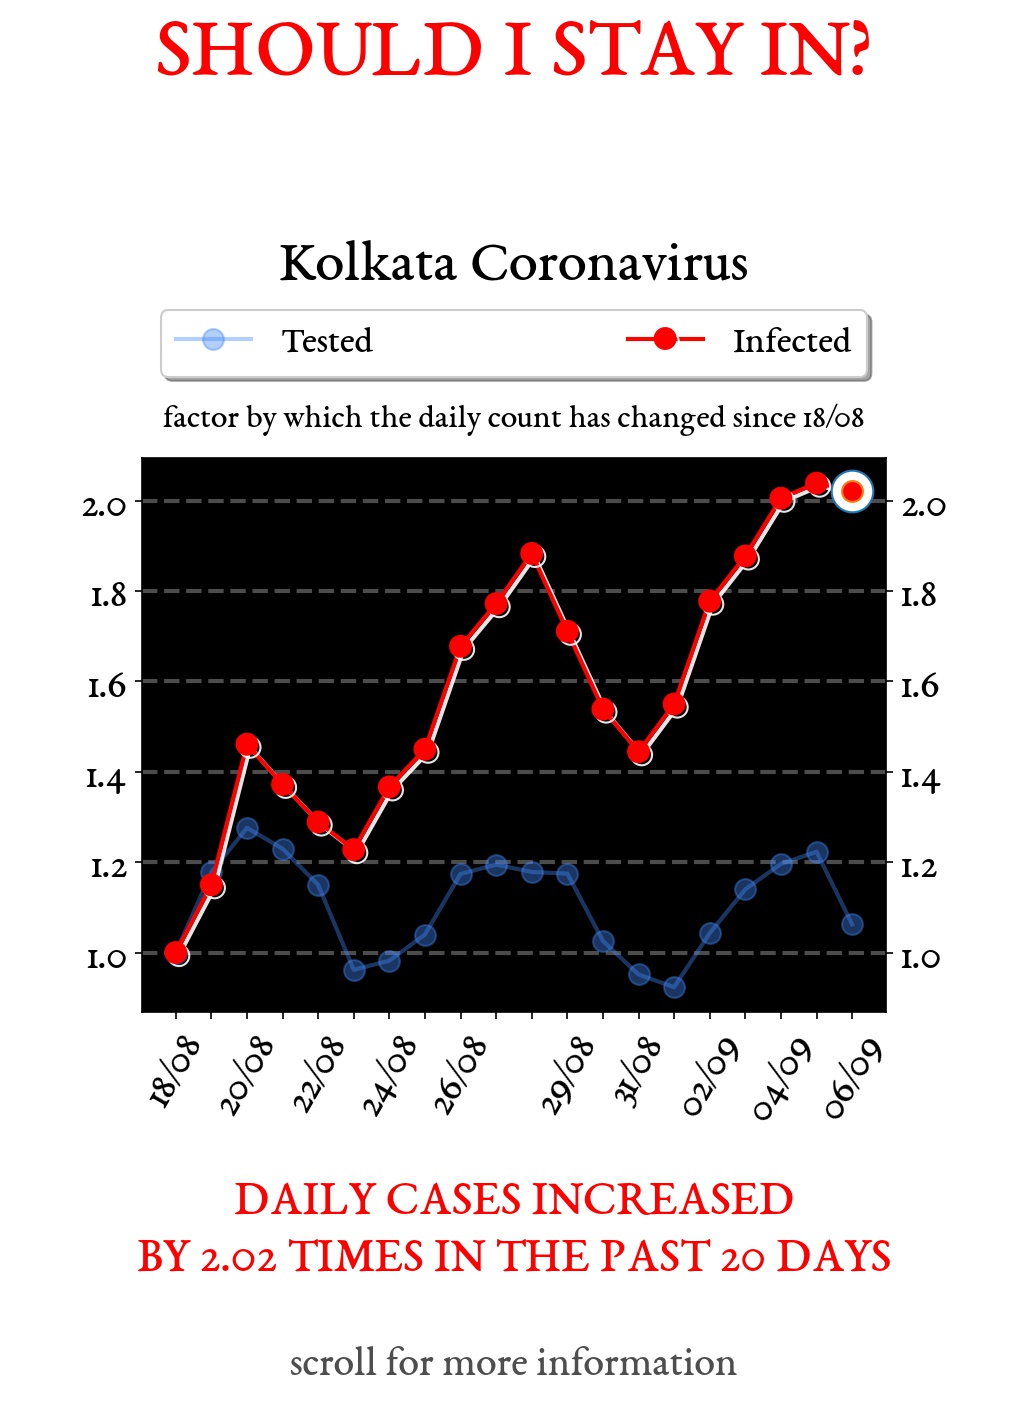 SHOULD I STAY IN?
Kolkata Coronavirus
Tested Infected
factor by which the daily count has changed since 18/08
2.0 2.0
1.8 1.8
1.6 1.6
1.4 1.4
1.2 1.2
1.0 1.0
18/08 20/08 22/08 24/08 26/08 29/08 31/08 02/09 04/09 06/09
DAILY CASES INCREASED
BY 2.02 TIMES IN THE PAST 20 DAYS
scroll for more information